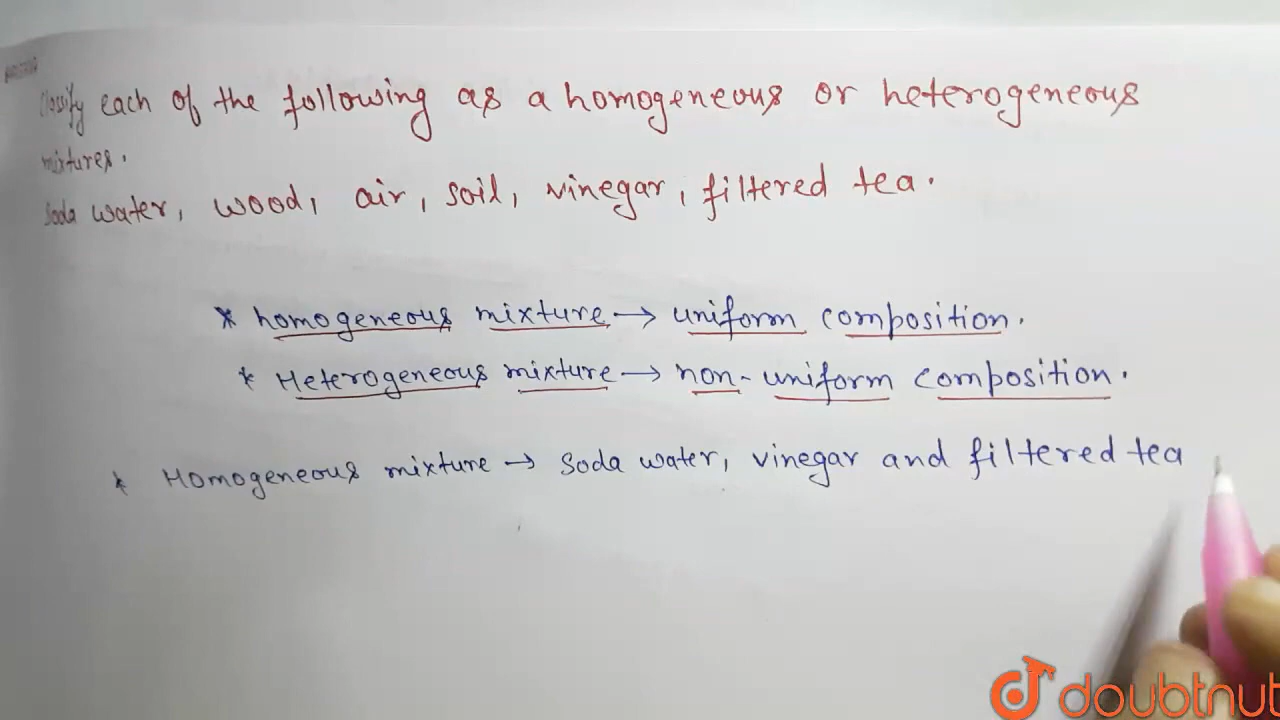 Classify each of the following as a homogeneous or heterogeneous
mixtures.
Soda water, wood, air, soil, vinegar, filtered tea.
* homogeneous mixture → uniform composition.
* Heterogeneous mixture → non-uniform composition.
* Homogeneous mixture → Soda water, vinegar and filtered tea
doubtnut